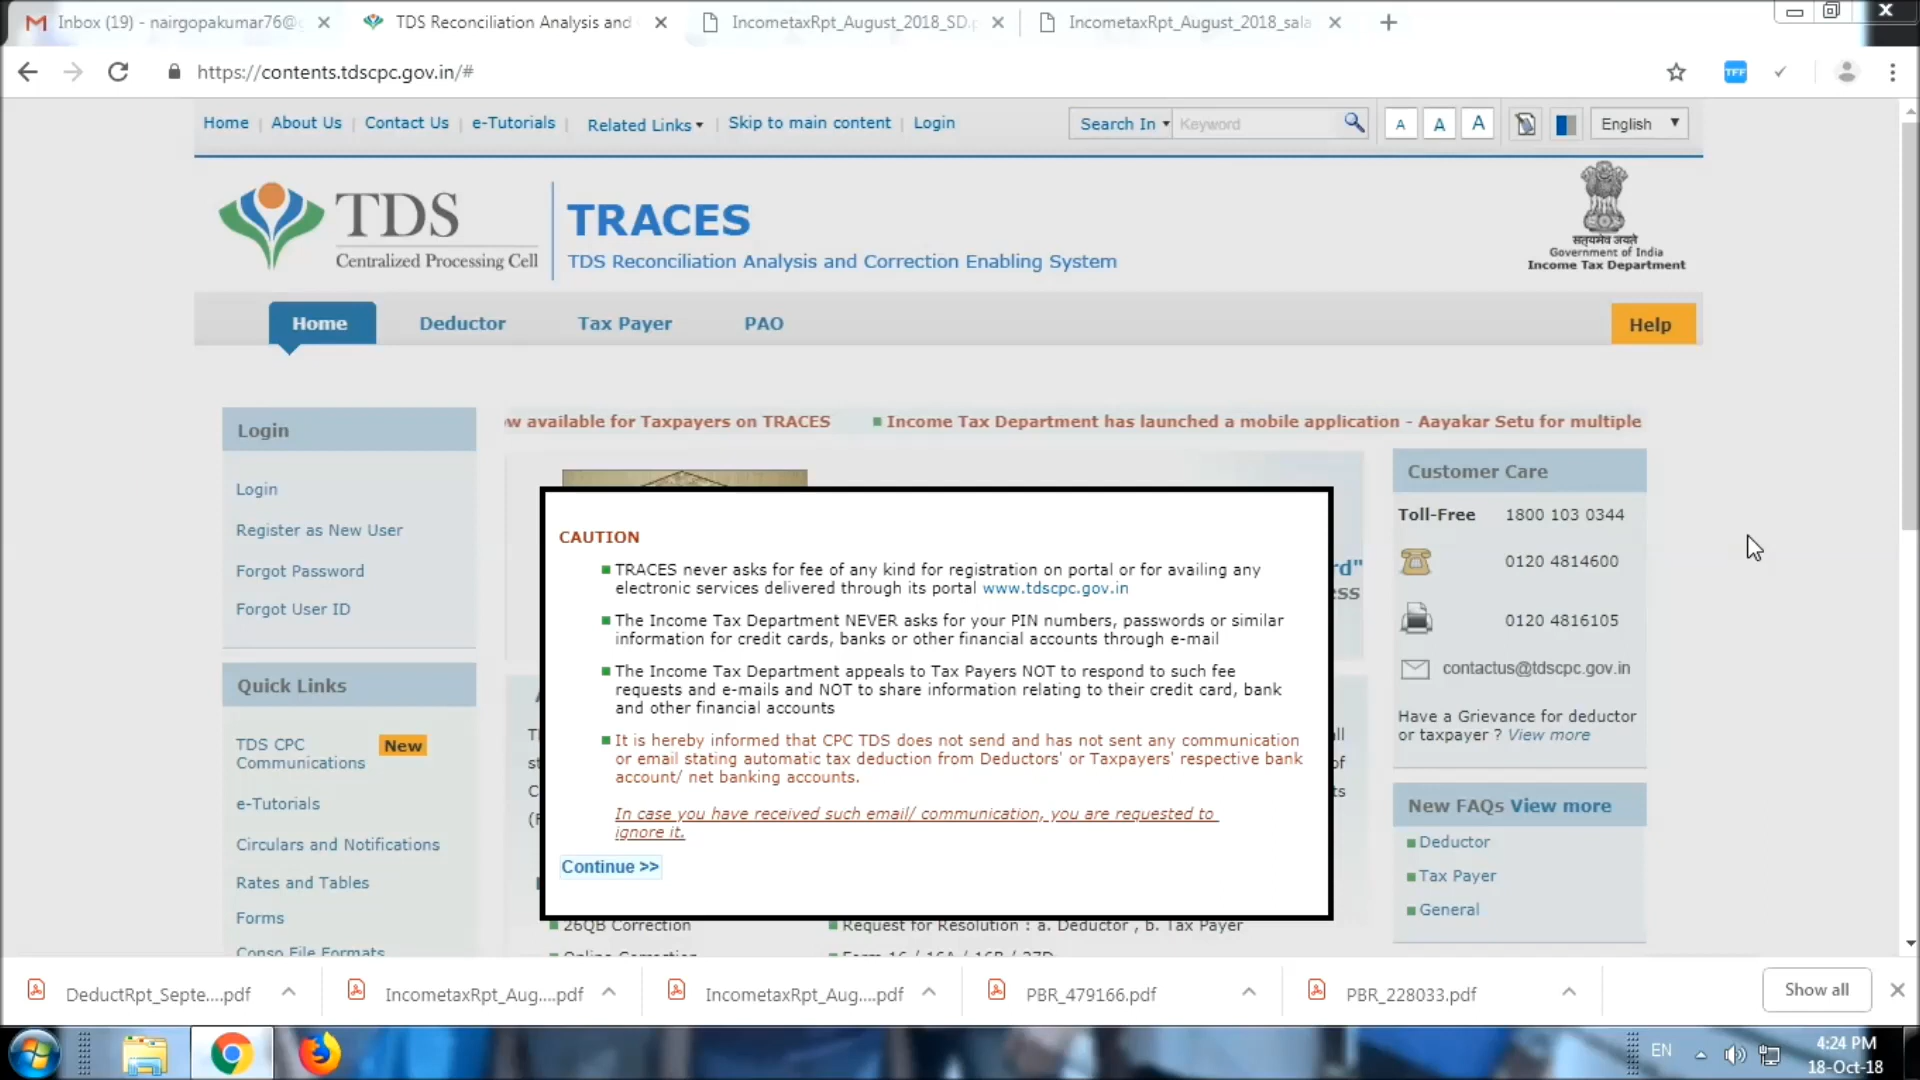 Inbox (19) - nairgopakumar76@g
TDS Reconciliation Analysis and
IncometaxRpt_August_2018_SD.p
IncometaxRpt_August_2018_sala
https://contents.tdscpc.gov.in/#
TFF
Home
About Us
Contact Us
e-Tutorials
Related Links
Skip to main content
Login
Search In
Keyword
A
A
A
English
TDS
Centralized Processing Cell
TRACES
TDS Reconciliation Analysis and Correction Enabling System
सत्यमेव जयते
Government of India
Income Tax Department
Home
Deductor
Tax Payer
PAO
Help
w available for Taxpayers on TRACES
Income Tax Department has launched a mobile application - Aayakar Setu for multiple
Login
Login
Register as New User
Forgot Password
Forgot User ID
Quick Links
TDS CPC
Communications
New
e-Tutorials
Circulars and Notifications
Rates and Tables
Forms
Conso File Formats
CAUTION
TRACES never asks for fee of any kind for registration on portal or for availing any
electronic services delivered through its portal www.tdscpc.gov.in
The Income Tax Department NEVER asks for your PIN numbers, passwords or similar
information for credit cards, banks or other financial accounts through e-mail
The Income Tax Department appeals to Tax Payers NOT to respond to such fee
requests and e-mails and NOT to share information relating to their credit card, bank
and other financial accounts
It is hereby informed that CPC TDS does not send and has not sent any communication
or email stating automatic tax deduction from Deductors' or Taxpayers' respective bank
account/ net banking accounts.
In case you have received such email/ communication, you are requested to
ignore it.
Continue >>
26QB Correction
Request for Resolution : a. Deductor , b. Tax Payer
Online Correction
Form 16 / 16A / 16B / 27D
Customer Care
Toll-Free 1800 103 0344
0120 4814600
0120 4816105
contactus@tdscpc.gov.in
Have a Grievance for deductor
or taxpayer ? View more
New FAQs View more
Deductor
Tax Payer
General
DeductRpt_Septe....pdf
IncometaxRpt_Aug....pdf
IncometaxRpt_Aug....pdf
PBR_479166.pdf
PBR_228033.pdf
Show all
EN
4:24 PM
18-Oct-18